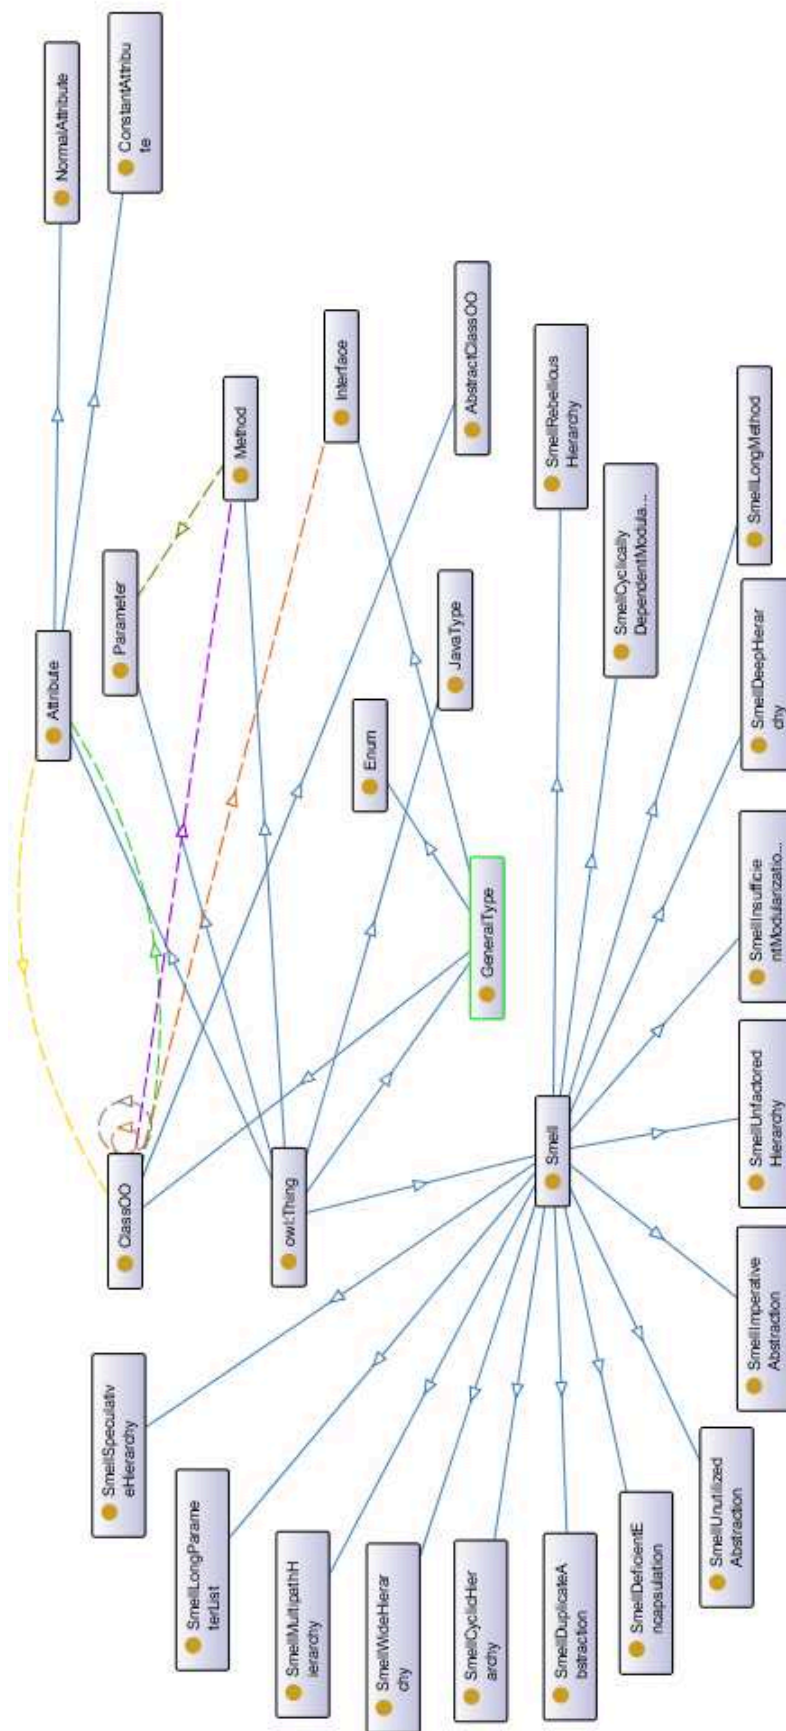 NormalAttribute
ConstantAttribu
te
AbstractClassOO
Interface
Method
SmellRebellious
Hierarchy
SmellLongMethod
SmellCyclically
DependentModula...
Parameter
JavaType
Attribute
Enum
SmellDeepHierar
chy
GeneralType
SmellInsufficie
ntModularizatio...
ClassOO
owl:Thing
Smell
SmellUnfactored
Hierarchy
SmellImperative
Abstraction
SmellSpeculativ
eHierarchy
SmellLongParame
terList
SmellMultipathH
ierarchy
SmellWideHierar
chy
SmellCyclicHier
archy
SmellDuplicateA
bstraction
SmellDeficientE
ncapsulation
SmellUnutilized
Abstraction